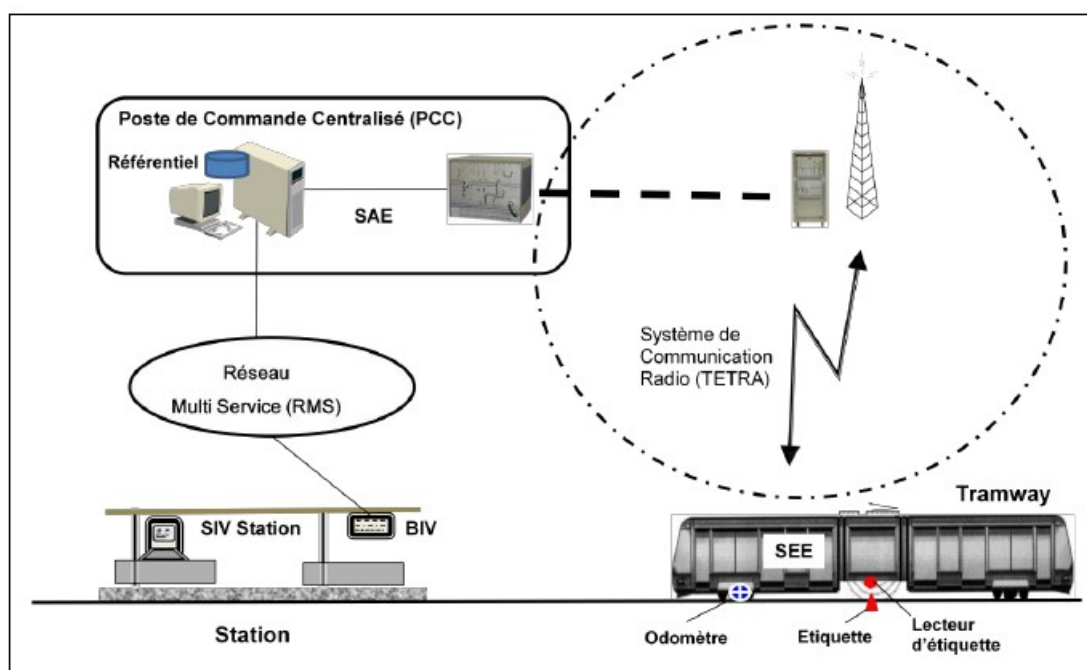 Poste de Commande Centralisé (PCC)
Référentiel
SAE
Système de
Communication
Radio (TETRA)
Réseau
Multi Service (RMS)
Tramway
SIV Station
BIV
SEE
Station
Odomètre
Etiquette
Lecteur
d'étiquette